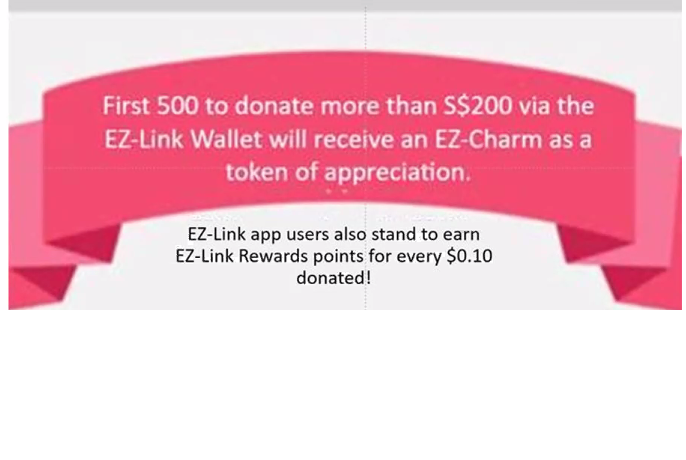 First 500 to donate more than S$200 via the
EZ-Link Wallet will receive an EZ-Charm as a
token of appreciation.
EZ-Link app users also stand to earn
EZ-Link Rewards points for every $0.10
donated!